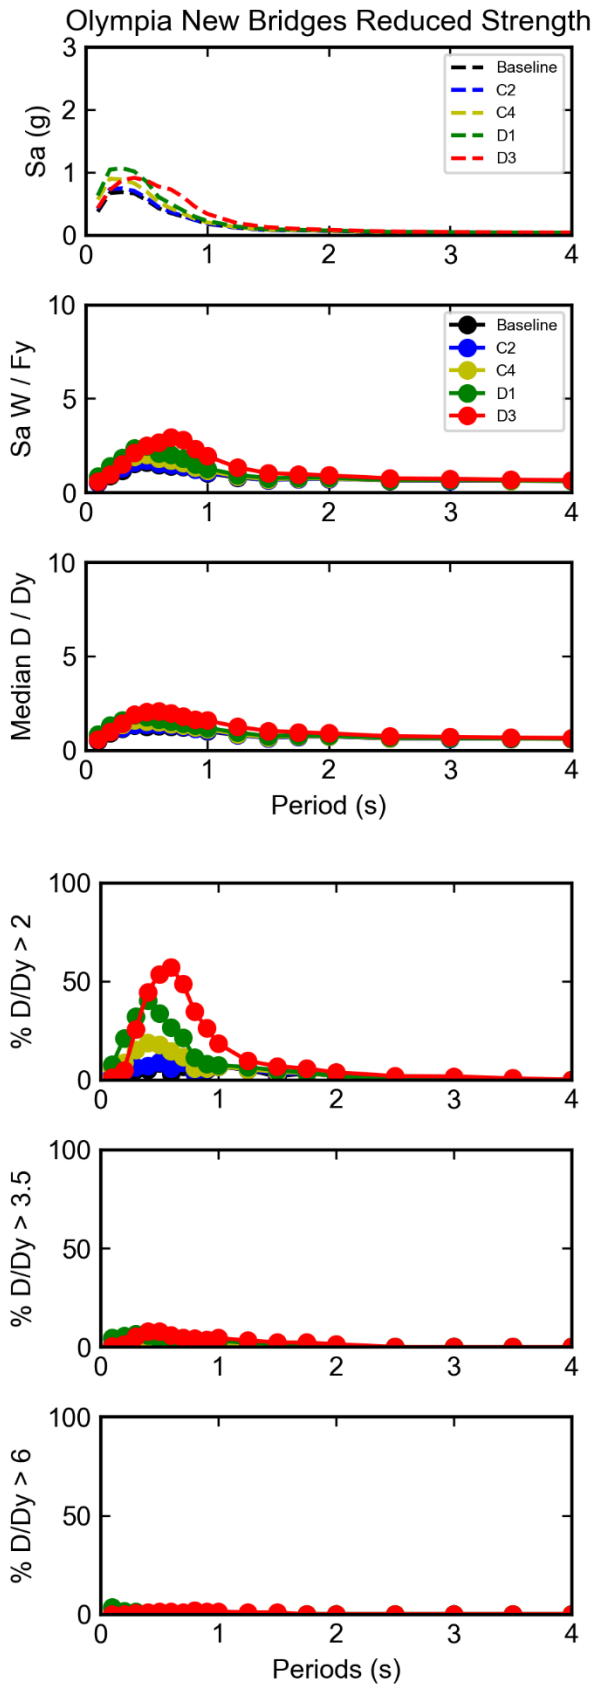 Olympia New Bridges Reduced Strength
3
2
1
0
Sa (g)
Baseline
C2
C4
D1
D3
0 1 2 3 4
10
5
0
Sa W / Fy
Baseline
C2
C4
D1
D3
0 1 2 3 4
10
5
0
Median D / Dy
0 1 2 3 4
Period (s)
100
50
0
% D/Dy > 2
0 1 2 3 4
100
50
0
% D/Dy > 3.5
0 1 2 3 4
100
50
0
% D/Dy > 6
0 1 2 3 4
Periods (s)